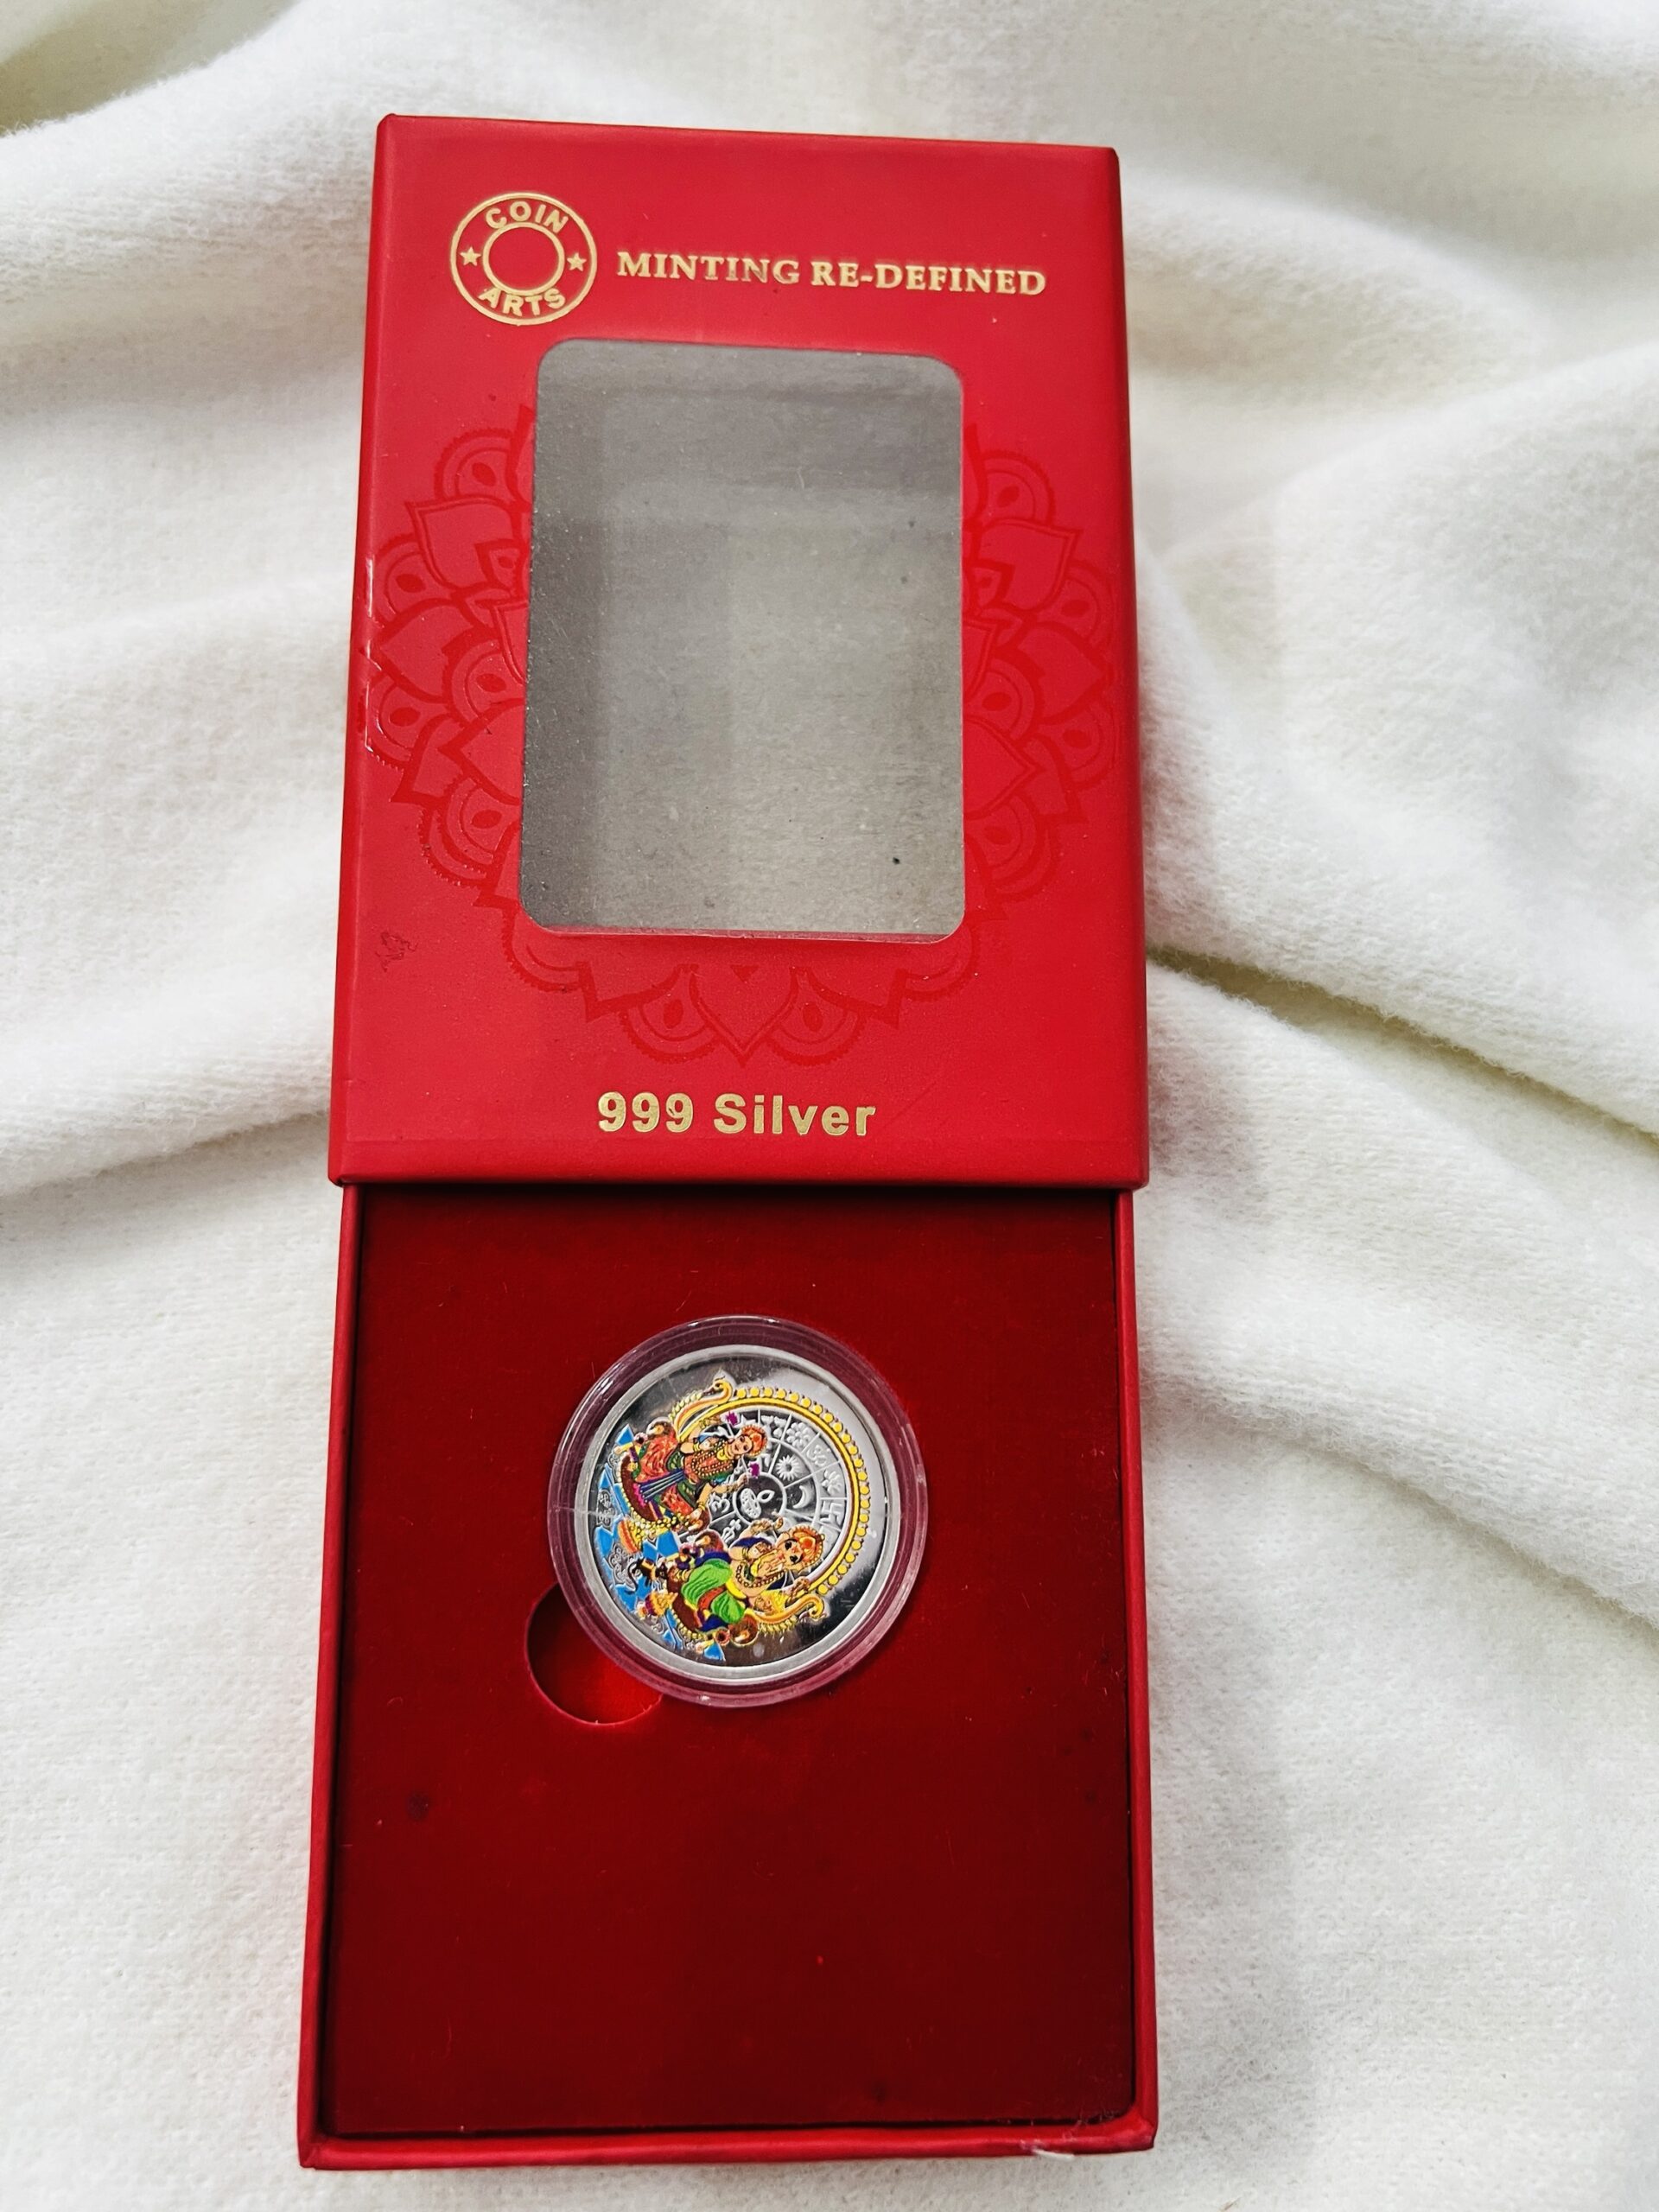 COIN
ARTS
MINTING RE-DEFINED
999 Silver